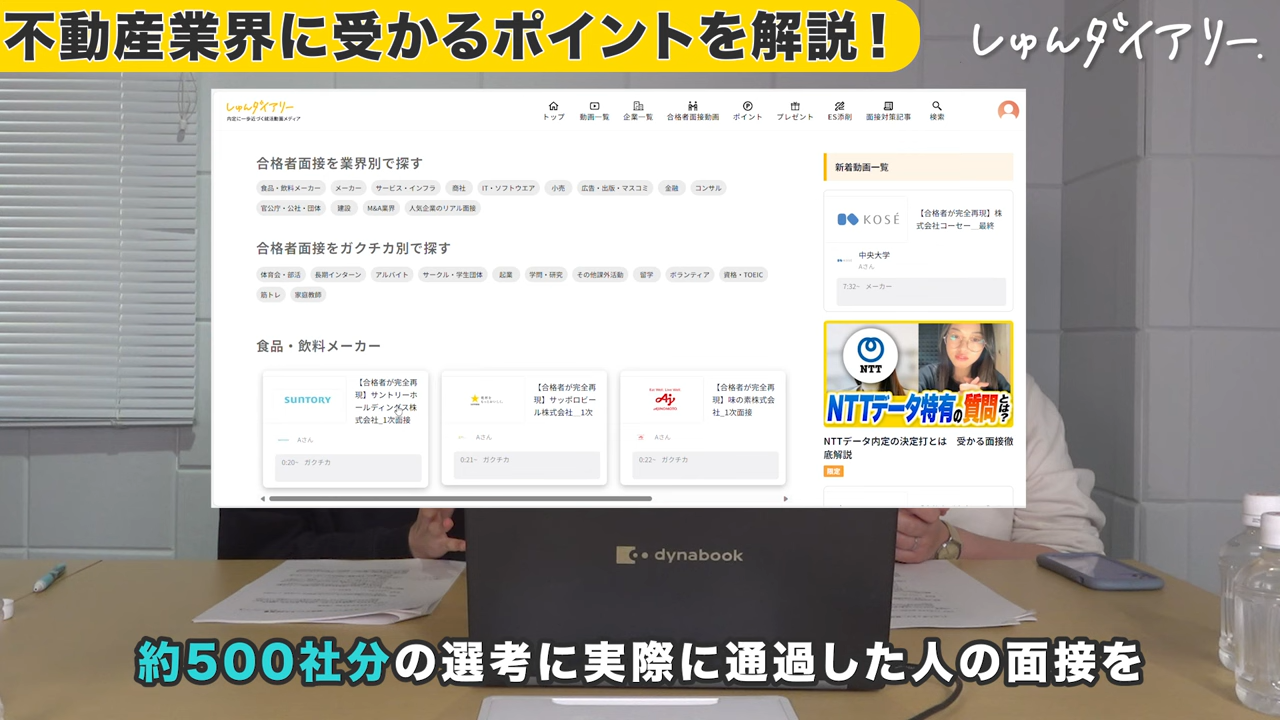 不動産業界に受かるポイントを解説！
しゅんダイアリー.
しゅんダイアリー
内定に一歩近づく就活動画メディア
トップ
動画一覧
企業一覧
合格者面接動画
ポイント
プレゼント
ES添削
面接対策記事
検索
合格者面接を業界別で探す
食品・飲料メーカー
メーカー
サービス・インフラ
商社
IT・ソフトウエア
小売
広告・出版・マスコミ
金融
コンサル
官公庁・公社・団体
建設
M&A業界
人気企業のリアル面接
合格者面接をガクチカ別で探す
体育会・部活
長期インターン
アルバイト
サークル・学生団体
起業
学問・研究
その他課外活動
留学
ボランティア
資格・TOEIC
筋トレ
家庭教師
食品・飲料メーカー
SUNTORY
【合格者が完全再
現】サントリーホ
ールディングス株
式会社_1次面接
Aさん
0:20~ ガクチカ
【合格者が完全再
現】サッポロビー
ル株式会社__1次
Aさん
0:21~ ガクチカ
Eat Well, Live Well.
Aj
AJINOMOTO
【合格者が完全再
現】味の素株式会
社_1次面接
Aさん
0:22~ ガクチカ
新着動画一覧
KOSÉ
【合格者が完全再現】株
式会社コーセー__最終
中央大学
Aさん
7:32~ メーカー
NTT
NTTデータ特有の質問とは？
NTTデータ内定の決定打とは 受かる面接徹
底解説
限定
dynabook
約500社分の選考に実際に通過した人の面接を